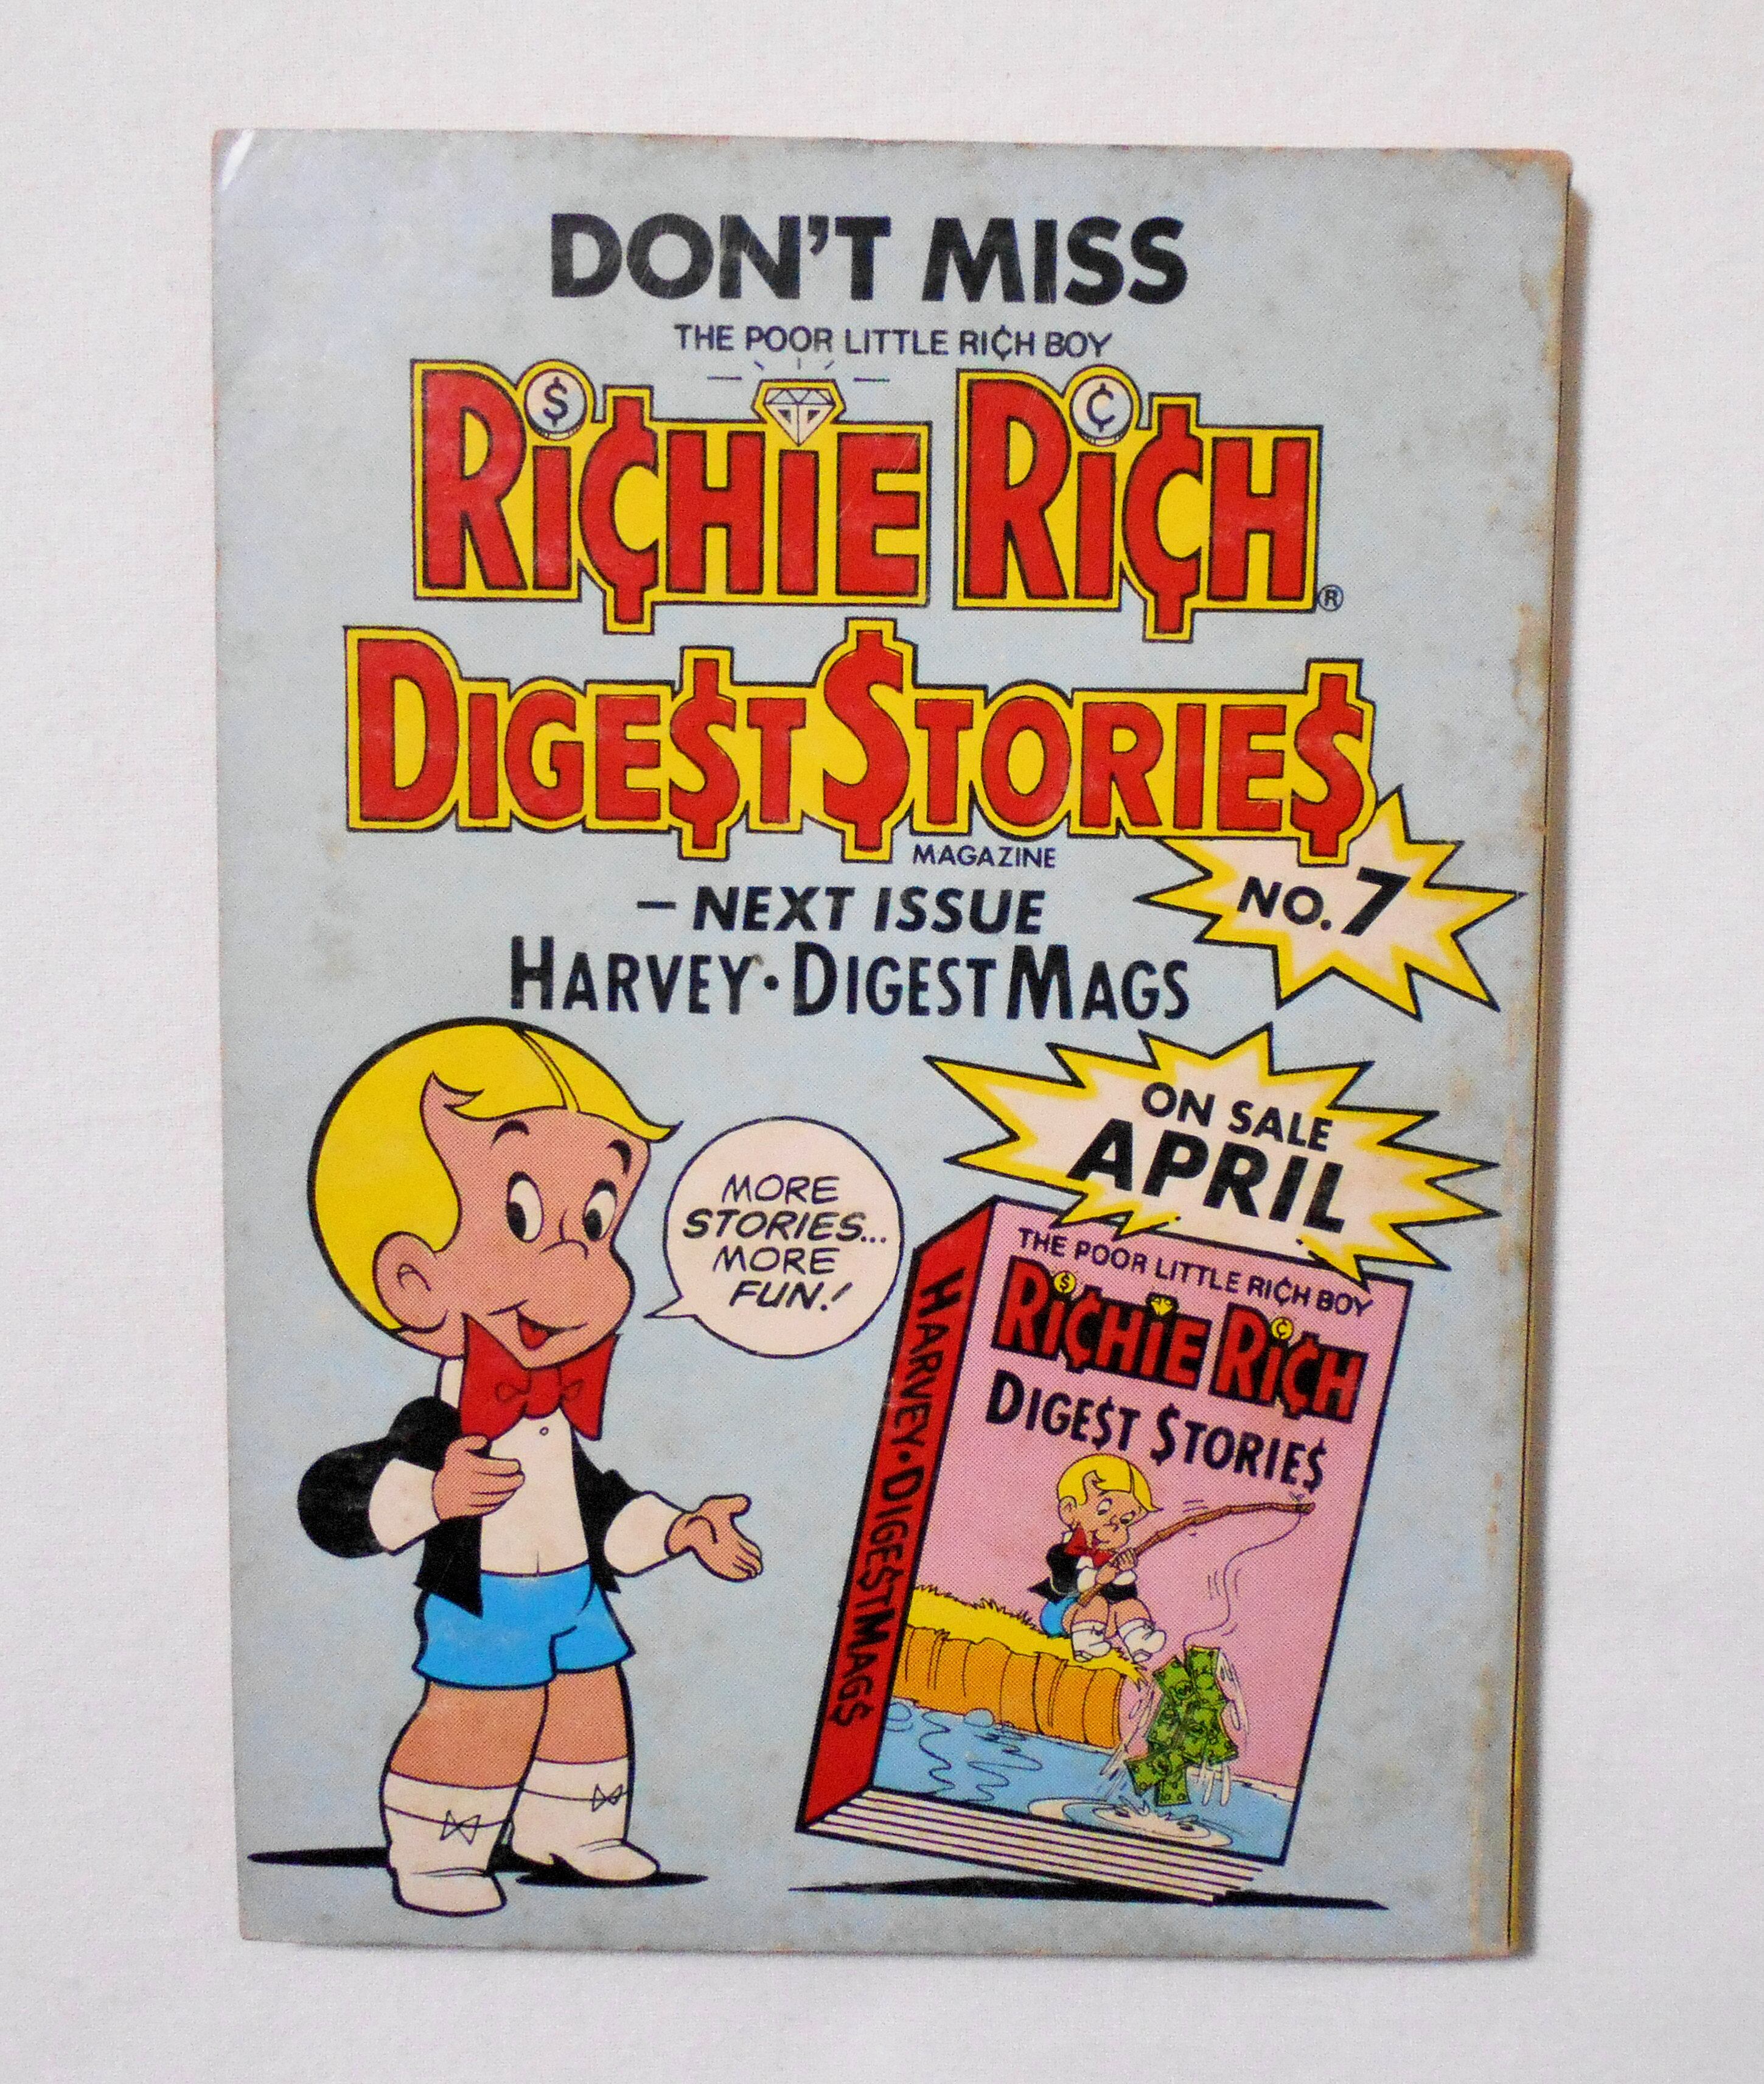 DON'T MISS
THE POOR LITTLE RI¢H BOY
$ ¢
Ri¢HiE Ri¢H®
DIGE$T $TORIE$
MAGAZINE
NO. 7
— NEXT ISSUE
HARVEY • DIGEST MAGS
ON SALE
APRIL
MORE
STORIES...
MORE
FUN!
THE POOR LITTLE RI¢H BOY
$ ¢
Ri¢HiE Ri¢H
DIGE$T $TORIE$
HARVEY • DIGE$T MAG$